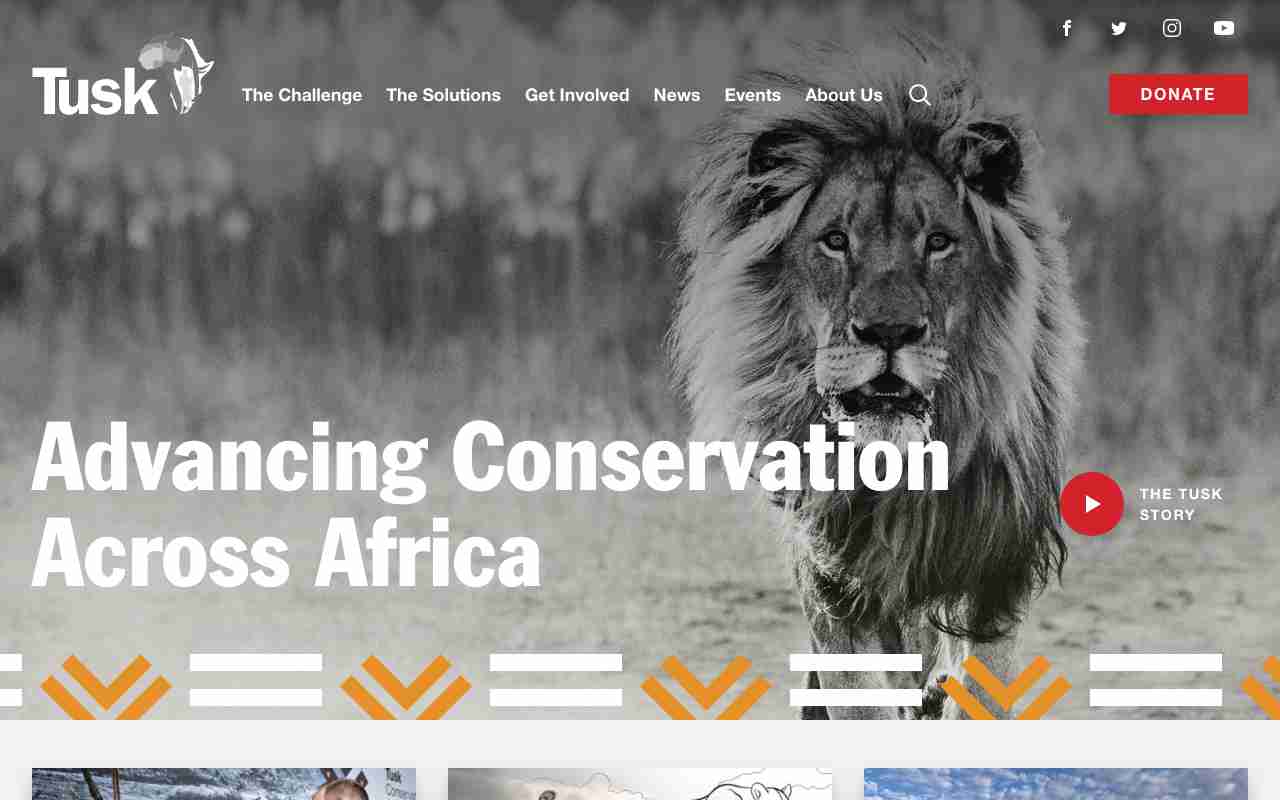 Tusk
The Challenge
The Solutions
Get Involved
News
Events
About Us
DONATE
Advancing Conservation
Across Africa
THE TUSK
STORY
Tusk